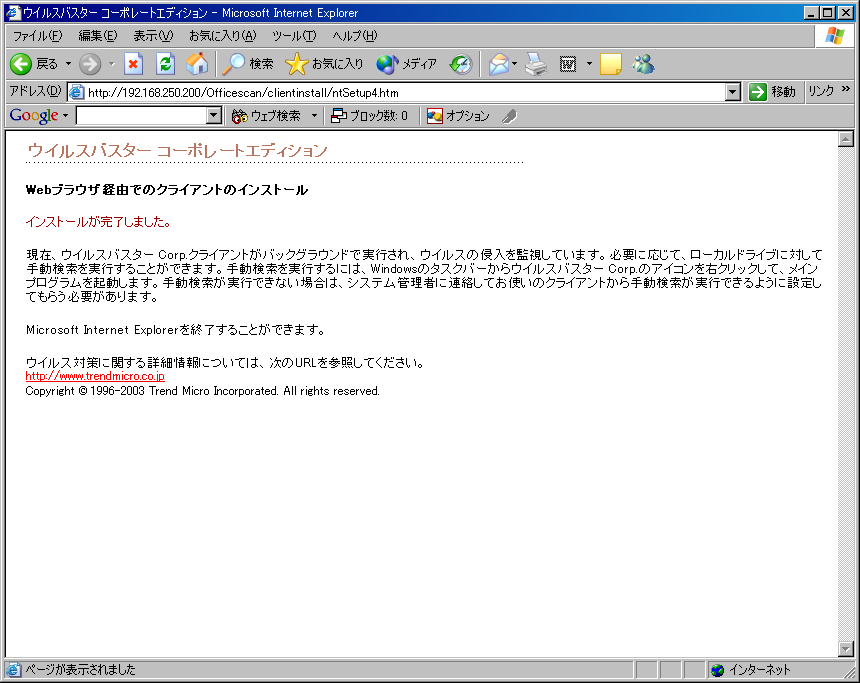 ウイルスバスター コーポレートエディション - Microsoft Internet Explorer
ファイル(F) 編集(E) 表示(V) お気に入り(A) ツール(T) ヘルプ(H)
戻る 検索 お気に入り メディア
アドレス(D) http://192.168.250.200/Officescan/clientinstall/ntSetup4.htm 移動 リンク »
Google ウェブ検索 ブロック数: 0 オプション
ウイルスバスター コーポレートエディション
Webブラウザ経由でのクライアントのインストール
インストールが完了しました。
現在、ウイルスバスター Corp.クライアントがバックグラウンドで実行され、ウイルスの侵入を監視しています。必要に応じて、ローカルドライブに対して
手動検索を実行することができます。手動検索を実行するには、Windowsのタスクバーからウイルスバスター Corp.のアイコンを右クリックして、メイン
プログラムを起動します。手動検索が実行できない場合は、システム管理者に連絡してお使いのクライアントから手動検索が実行できるように設定し
てもらう必要があります。
Microsoft Internet Explorerを終了することができます。
ウイルス対策に関する詳細情報については、次のURLを参照してください。
http://www.trendmicro.co.jp
Copyright © 1996-2003 Trend Micro Incorporated. All rights reserved.
ページが表示されました インターネット